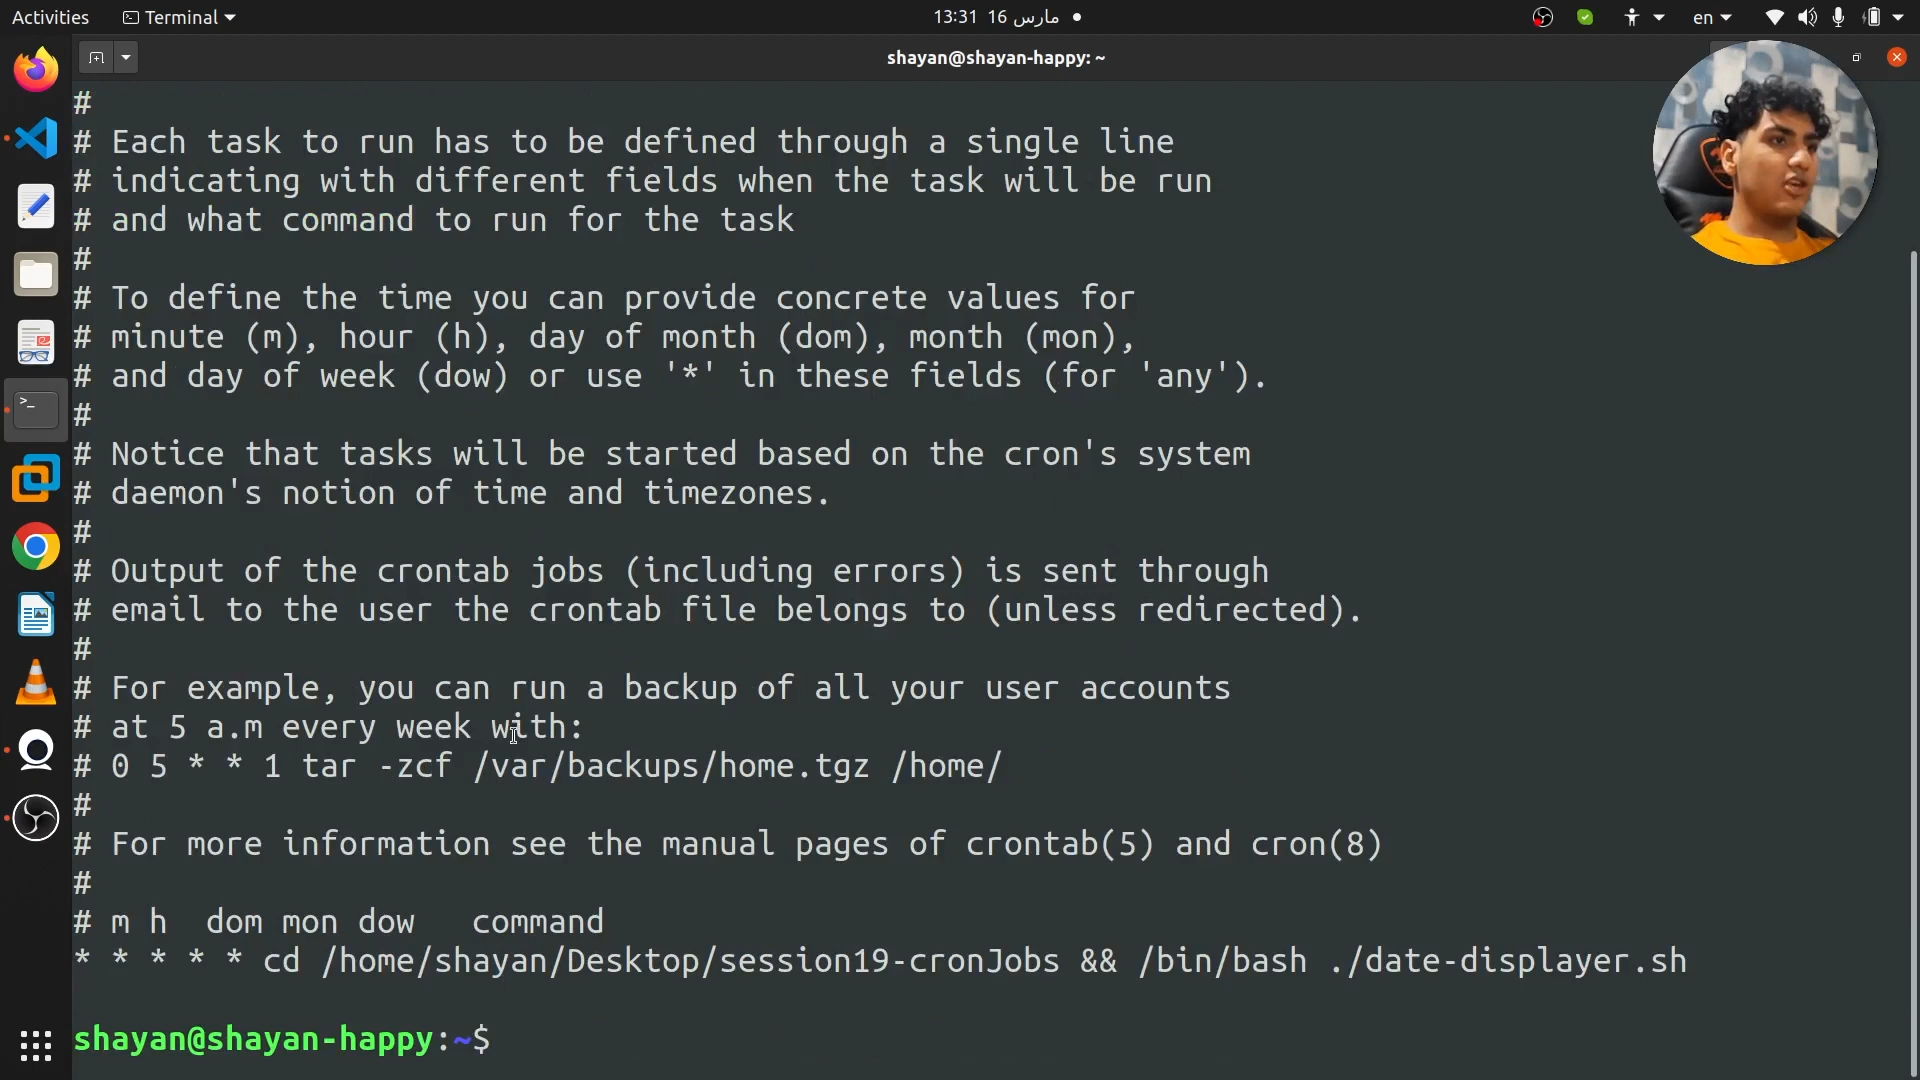 Activities Terminal 13:31 16 مارس en
shayan@shayan-happy: ~
#
# Each task to run has to be defined through a single line
# indicating with different fields when the task will be run
# and what command to run for the task
#
# To define the time you can provide concrete values for
# minute (m), hour (h), day of month (dom), month (mon),
# and day of week (dow) or use '*' in these fields (for 'any').
#
# Notice that tasks will be started based on the cron's system
# daemon's notion of time and timezones.
#
# Output of the crontab jobs (including errors) is sent through
# email to the user the crontab file belongs to (unless redirected).
#
# For example, you can run a backup of all your user accounts
# at 5 a.m every week with:
# 0 5 * * 1 tar -zcf /var/backups/home.tgz /home/
#
# For more information see the manual pages of crontab(5) and cron(8)
#
# m h  dom mon dow   command
* * * * * cd /home/shayan/Desktop/session19-cronJobs && /bin/bash ./date-displayer.sh
shayan@shayan-happy:~$